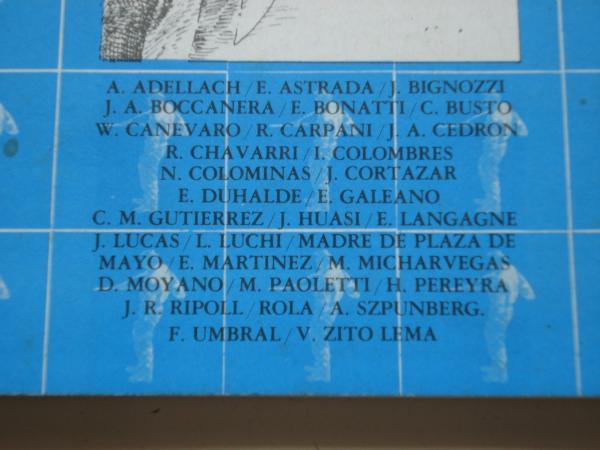 A. ADELLACH / E. ASTRADA / J. BIGNOZZI
J. A. BOCCANERA / E. BONATTI / C. BUSTO
W. CANEVARO / R. CARPANI / J. A. CEDRON
R. CHAVARRI / I. COLOMBRES
N. COLOMINAS / J. CORTAZAR
E. DUHALDE / E. GALEANO
C. M. GUTIERREZ / J. HUASI / E. LANGAGNE
J. LUCAS / L. LUCHI / MADRE DE PLAZA DE
MAYO / E. MARTINEZ / M. MICHARVEGAS
D. MOYANO / M. PAOLETTI / H. PEREYRA
J. R. RIPOLL / ROLA / A. SZPUNBERG.
F. UMBRAL / V. ZITO LEMA